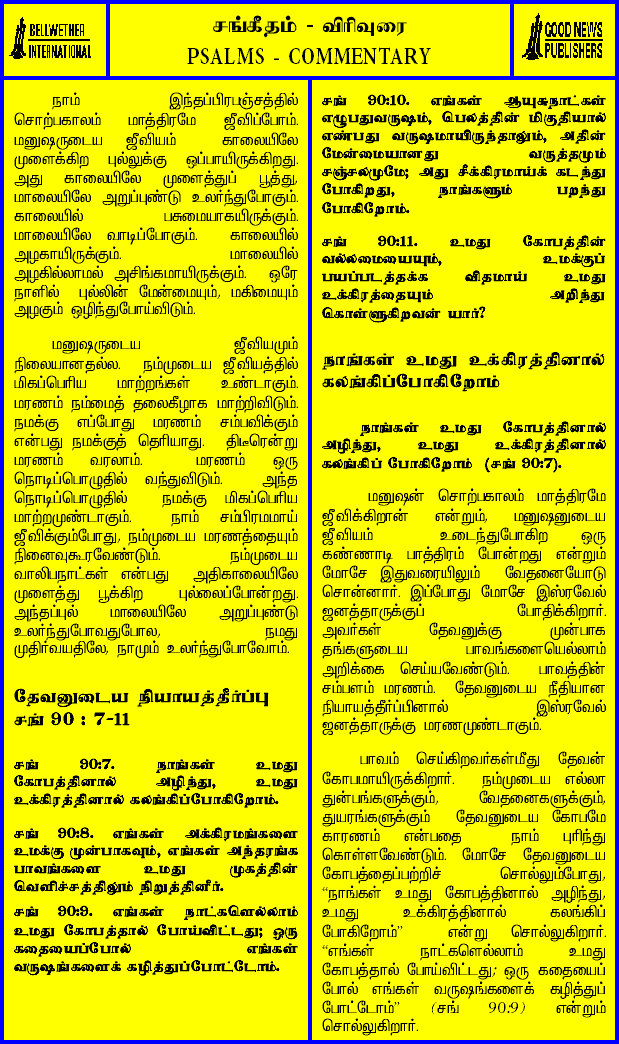 BELLWETHER
INTERNATIONAL
சங்கீதம் - விரிவுரை
PSALMS - COMMENTARY
GOOD NEWS
PUBLISHERS
நாம் இந்தப்பிரபஞ்சத்தில்
சொற்பகாலம் மாத்திரமே ஜீவிப்போம்.
மனுஷருடைய ஜீவியம் காலையிலே
முளைக்கிற புல்லுக்கு ஒப்பாயிருக்கிறது.
அது காலையிலே முளைத்துப் பூத்து,
மாலையிலே அறுப்புண்டு உலர்ந்துபோகும்.
காலையில் பசுமையாகயிருக்கும்.
மாலையிலே வாடிப்போகும். காலையில்
அழகாயிருக்கும். மாலையில்
அழகில்லாமல் அசிங்கமாயிருக்கும். ஒரே
நாளில் புல்லின் மேன்மையும், மகிமையும்
அழகும் ஒழிந்துபோய்விடும்.
மனுஷருடைய ஜீவியமும்
நிலையானதல்ல. நம்முடைய ஜீவியத்தில்
மிகப்பெரிய மாற்றங்கள் உண்டாகும்.
மரணம் நம்மைத் தலைகீழாக மாற்றிவிடும்.
நமக்கு எப்போது மரணம் சம்பவிக்கும்
என்பது நமக்குத் தெரியாது. திடீரென்று
மரணம் வரலாம். மரணம் ஒரு
நொடிப்பொழுதில் வந்துவிடும். அந்த
நொடிப்பொழுதில் நமக்கு மிகப்பெரிய
மாற்றமுண்டாகும். நாம் சம்பிரமமாய்
ஜீவிக்கும்போது, நம்முடைய மரணத்தையும்
நினைவுகூரவேண்டும். நம்முடைய
வாலிபநாட்கள் என்பது அதிகாலையிலே
முளைத்து பூக்கிற புல்லைப்போன்றது.
அந்தப்புல் மாலையிலே அறுப்புண்டு
உலர்ந்துபோவதுபோல, நமது
முதிர்வயதிலே, நாமும் உலர்ந்துபோவோம்.
தேவனுடைய நியாயத்தீர்ப்பு
சங் 90 : 7-11
சங் 90:7. நாங்கள் உமது
கோபத்தினால் அழிந்து, உமது
உக்கிரத்தினால் கலங்கிப்போகிறோம்.
சங் 90:8. எங்கள் அக்கிரமங்களை
உமக்கு முன்பாகவும், எங்கள் அந்தரங்க
பாவங்களை உமது முகத்தின்
வெளிச்சத்திலும் நிறுத்தினீர்.
சங் 90:9. எங்கள் நாட்களெல்லாம்
உமது கோபத்தால் போய்விட்டது; ஒரு
கதையைப்போல் எங்கள்
வருஷங்களைக் கழித்துப்போட்டோம்.
சங் 90:10. எங்கள் ஆயுசுநாட்கள்
எழுபதுவருஷம், பெலத்தின் மிகுதியால்
எண்பது வருஷமாயிருந்தாலும், அதின்
மேன்மையானது வருத்தமும்
சஞ்சலமுமே; அது சீக்கிரமாய்க் கடந்து
போகிறது, நாங்களும் பறந்து
போகிறோம்.
சங் 90:11. உமது கோபத்தின்
வல்லமையையும், உமக்குப்
பயப்படத்தக்க விதமாய் உமது
உக்கிரத்தையும் அறிந்து
கொள்ளுகிறவன் யார்?
நாங்கள் உமது உக்கிரத்தினால்
கலங்கிப்போகிறோம்
நாங்கள் உமது கோபத்தினால்
அழிந்து, உமது உக்கிரத்தினால்
கலங்கிப் போகிறோம் (சங் 90:7).
மனுஷன் சொற்பகாலம் மாத்திரமே
ஜீவிக்கிறான் என்றும், மனுஷனுடைய
ஜீவியம் உடைந்துபோகிற ஒரு
கண்ணாடி பாத்திரம் போன்றது என்றும்
மோசே இதுவரையிலும் வேதனையோடு
சொன்னார். இப்போது மோசே இஸ்ரவேல்
ஜனத்தாருக்குப் போதிக்கிறார்.
அவர்கள் தேவனுக்கு முன்பாக
தங்களுடைய பாவங்களையெல்லாம்
அறிக்கை செய்யவேண்டும். பாவத்தின்
சம்பளம் மரணம். தேவனுடைய நீதியான
நியாயத்தீர்ப்பினால் இஸ்ரவேல்
ஜனத்தாருக்கு மரணமுண்டாகும்.
பாவம் செய்கிறவர்கள்மீது தேவன்
கோபமாயிருக்கிறார். நம்முடைய எல்லா
துன்பங்களுக்கும், வேதனைகளுக்கும்,
துயரங்களுக்கும் தேவனுடைய கோபமே
காரணம் என்பதை நாம் புரிந்து
கொள்ளவேண்டும். மோசே தேவனுடைய
கோபத்தைப்பற்றிச் சொல்லும்போது,
“நாங்கள் உமது கோபத்தினால் அழிந்து,
உமது உக்கிரத்தினால் கலங்கிப்
போகிறோம்” என்று சொல்லுகிறார்.
“எங்கள் நாட்களெல்லாம் உமது
கோபத்தால் போய்விட்டது; ஒரு கதையைப்
போல் எங்கள் வருஷங்களைக் கழித்துப்
போட்டோம்” (சங் 90:9) என்றும்
சொல்லுகிறார்.